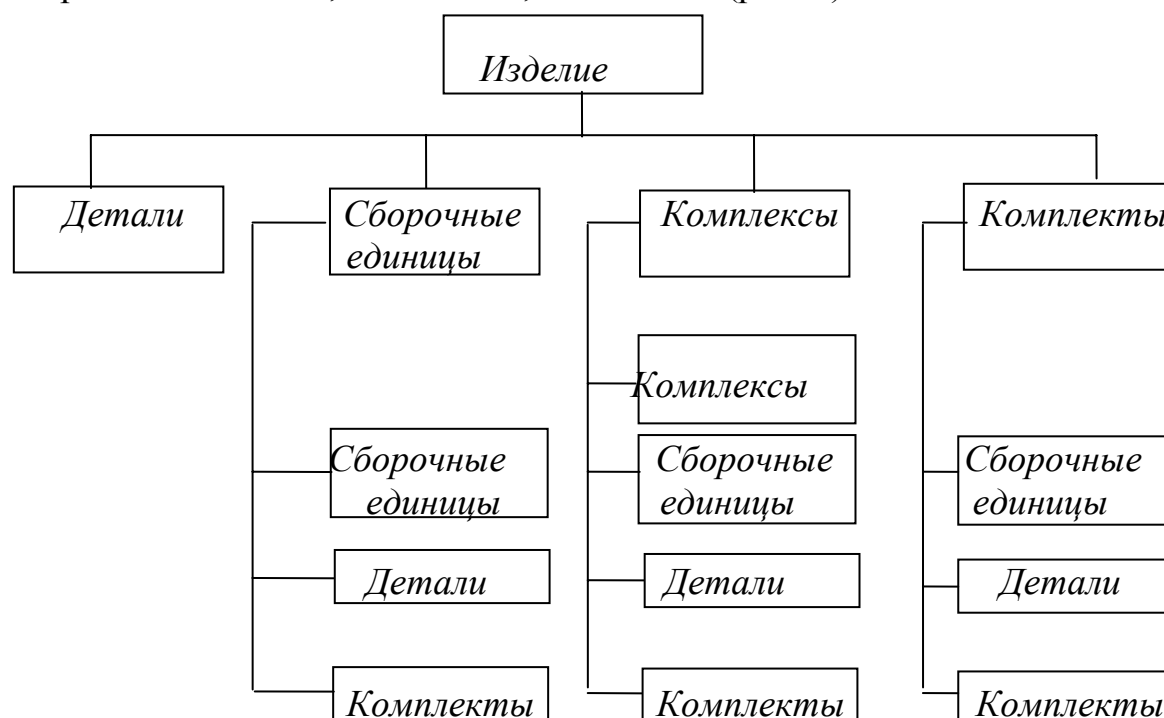 Изделие
Детали
Сборочные
единицы
Комплексы
Комплекты
Комплексы
Сборочные
единицы
Сборочные
единицы
Сборочные
единицы
Детали
Детали
Детали
Комплекты
Комплекты
Комплекты